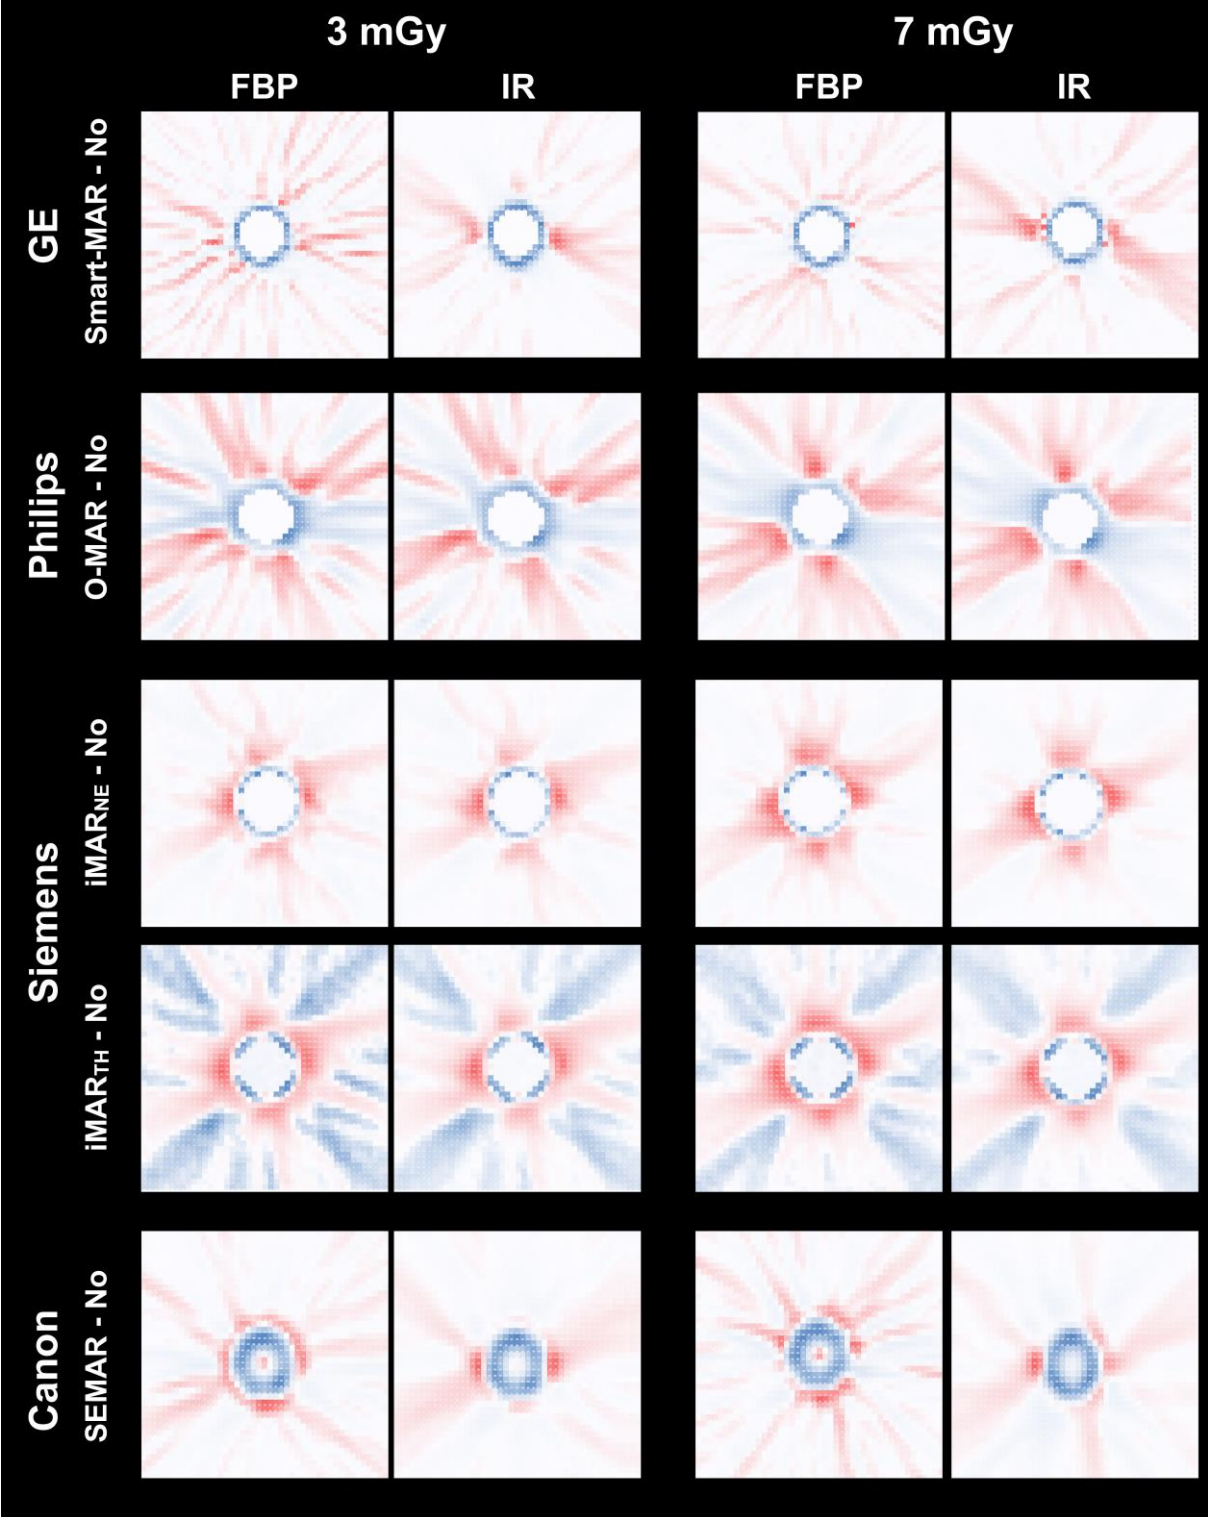 3 mGy 7 mGy
FBP IR FBP IR
GE
Smart-MAR - No
Philips
O-MAR - No
Siemens
iMARNE - No
iMARTH - No
Canon
SEMAR - No